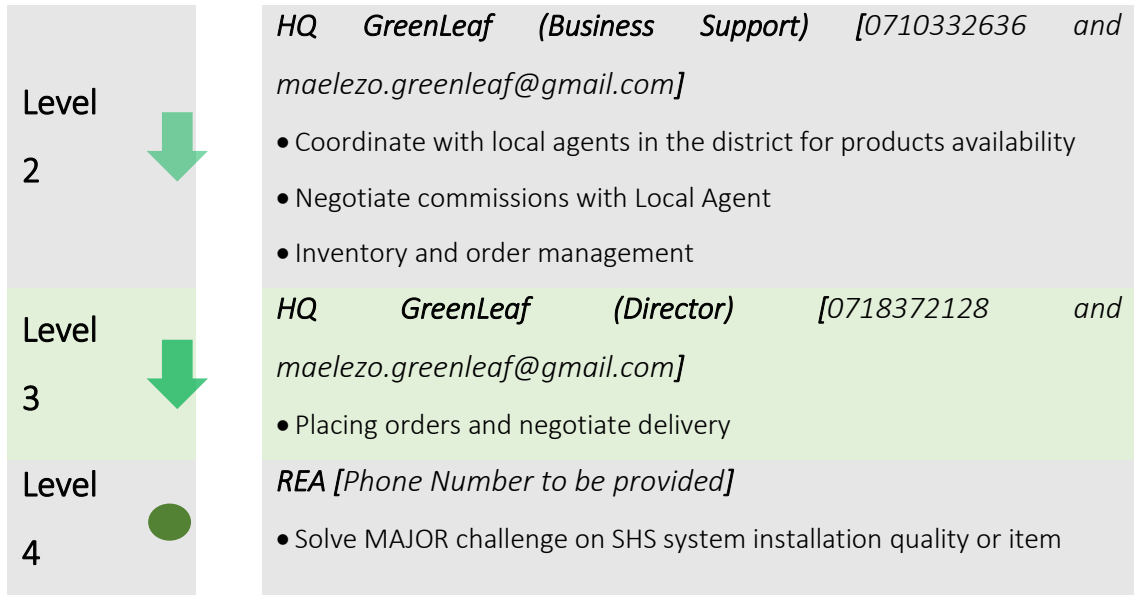 Level
2
HQ GreenLeaf (Business Support) [0710332636 and
maelezo.greenleaf@gmail.com]
• Coordinate with local agents in the district for products availability
• Negotiate commissions with Local Agent
• Inventory and order management
Level
3
HQ GreenLeaf (Director) [0718372128 and
maelezo.greenleaf@gmail.com]
• Placing orders and negotiate delivery
Level
4
REA [Phone Number to be provided]
• Solve MAJOR challenge on SHS system installation quality or item